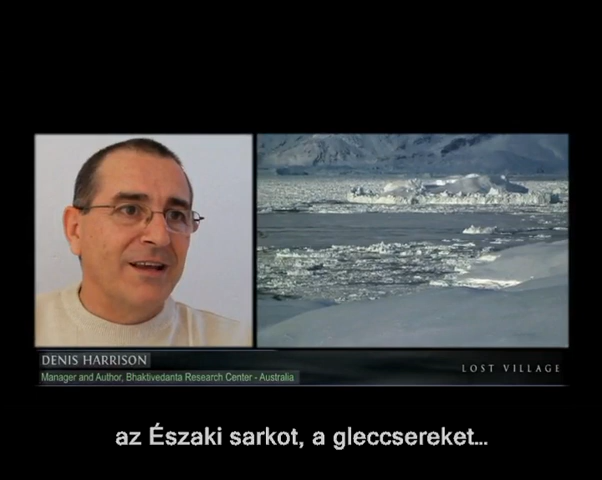 DENIS HARRISON
LOST VILLAGE
Manager and Author, Bhaktivedanta Research Center - Australia
az Északi sarkot, a gleccsereket...